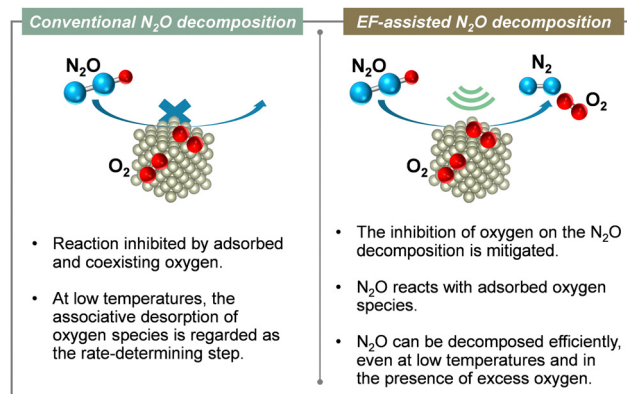 Conventional N₂O decomposition
N₂O
O₂
• Reaction inhibited by adsorbed
and coexisting oxygen.
• At low temperatures, the
associative desorption of
oxygen species is regarded as
the rate-determining step.
EF-assisted N₂O decomposition
N₂O
N₂
O₂
O₂
• The inhibition of oxygen on the N₂O
decomposition is mitigated.
• N₂O reacts with adsorbed oxygen
species.
• N₂O can be decomposed efficiently,
even at low temperatures and in
the presence of excess oxygen.